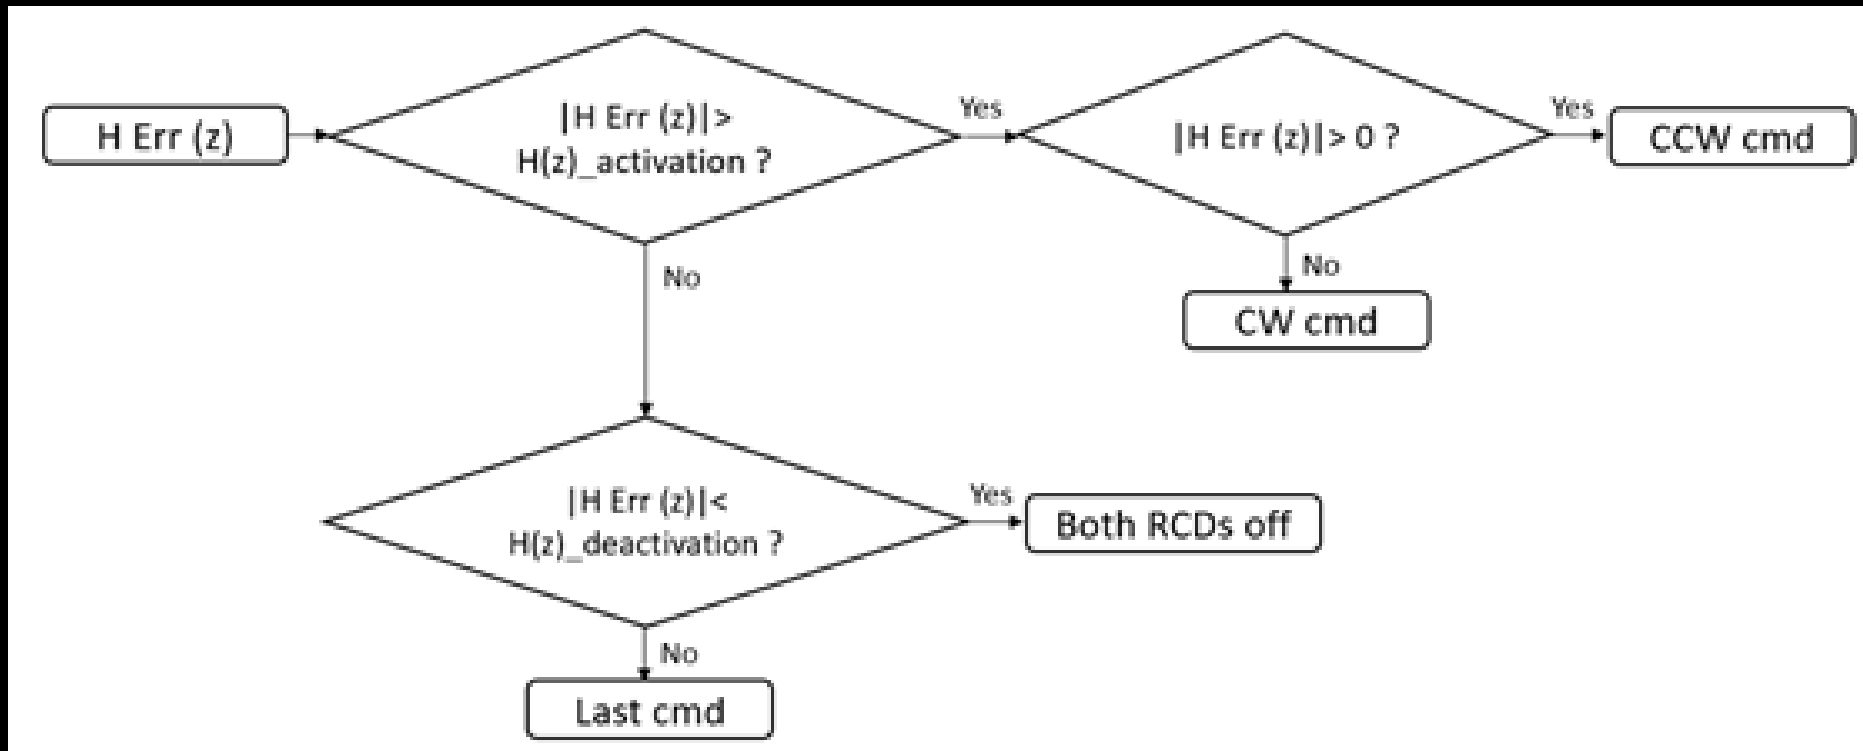 H Err (z)
|H Err (z)|>
H(z)_activation ?
Yes
|H Err (z)|> 0 ?
Yes
CCW cmd
No
CW cmd
No
|H Err (z)|<
H(z)_deactivation ?
Yes
Both RCDs off
No
Last cmd